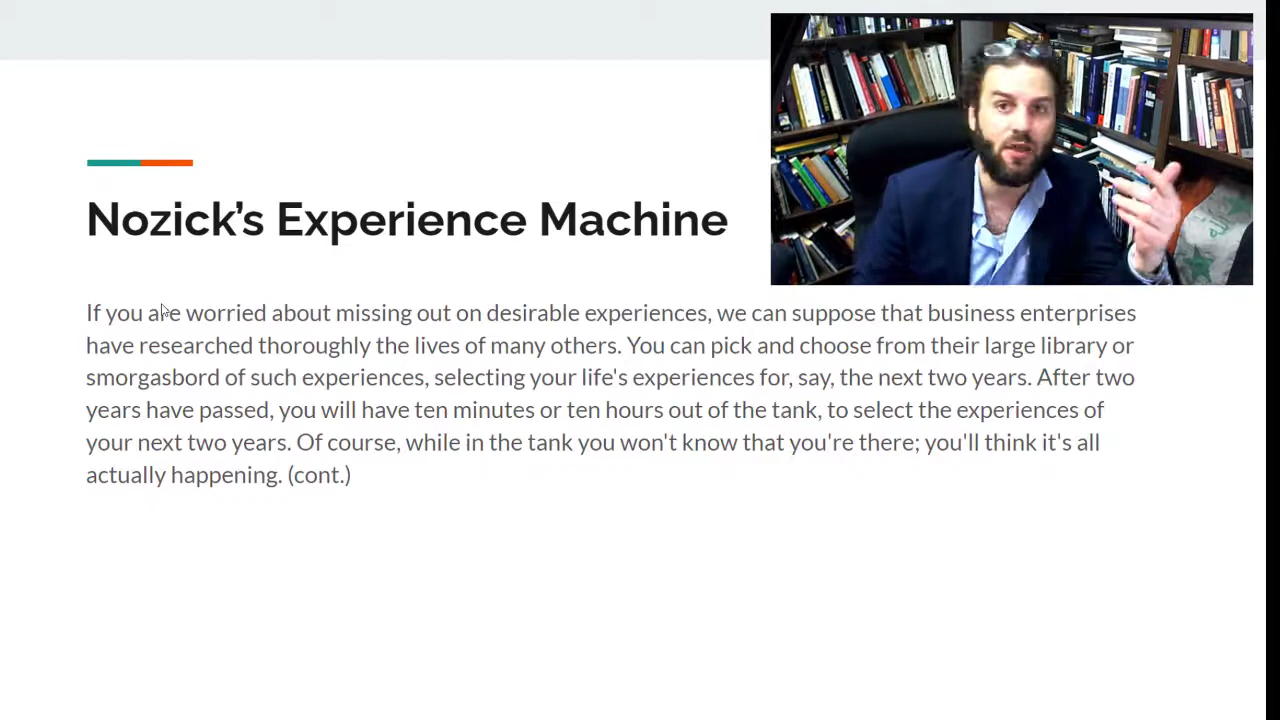 Nozick’s Experience Machine
If you are worried about missing out on desirable experiences, we can suppose that business enterprises
have researched thoroughly the lives of many others. You can pick and choose from their large library or
smorgasbord of such experiences, selecting your life's experiences for, say, the next two years. After two
years have passed, you will have ten minutes or ten hours out of the tank, to select the experiences of
your next two years. Of course, while in the tank you won't know that you're there; you'll think it's all
actually happening. (cont.)